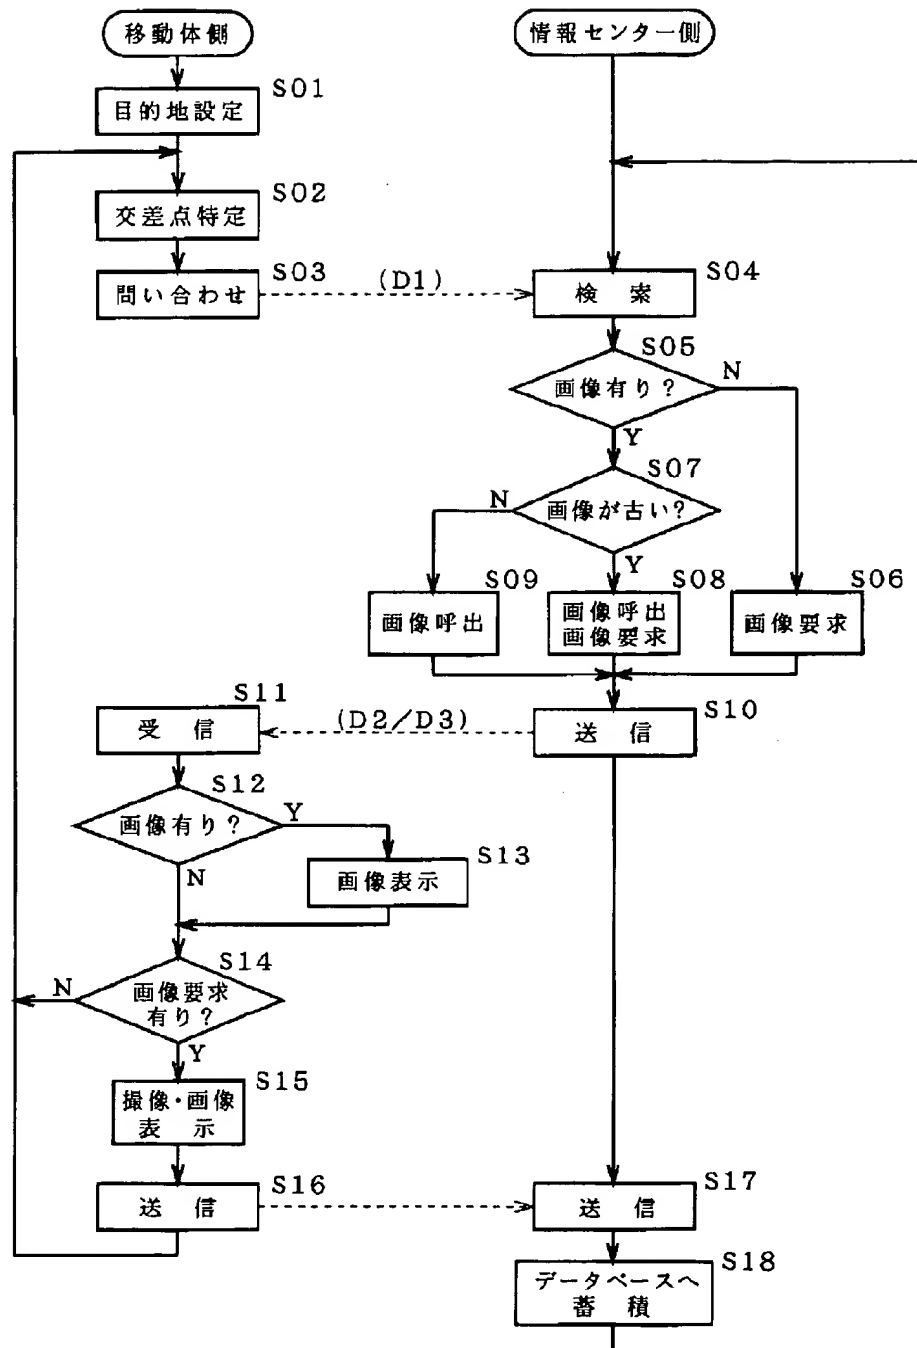 移動体側
情報センター側
S01
目的地設定
S02
交差点特定
S03
問い合わせ
(D1)
S04
検 索
S05
画像有り？
N
Y
S07
画像が古い？
N
Y
S09
画像呼出
S08
画像呼出
画像要求
S06
画像要求
S11
受 信
(D2/D3)
S10
送 信
S12
画像有り？
Y
N
S13
画像表示
S14
画像要求
有り？
N
Y
S15
撮像・画像
表 示
S16
送 信
S17
送 信
S18
データベースへ
蓄 積